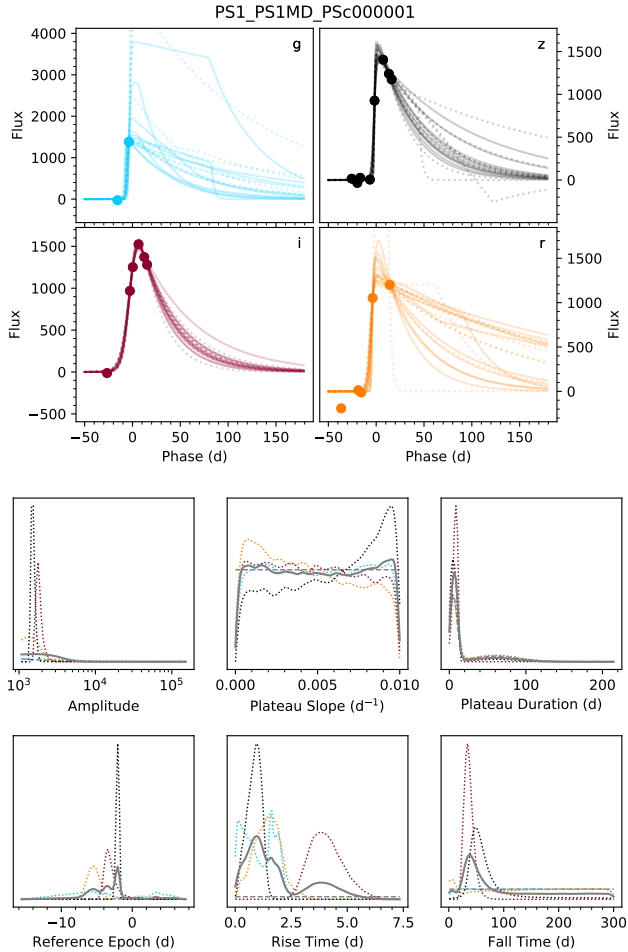 PS1_PS1MD_PSc000001
4000
3000
2000
1000
0
Flux
g
z
1500
1000
500
0
Flux
1500
1000
500
0
−500
Flux
i
r
1500
1000
500
0
Flux
−50 0 50 100 150
−50 0 50 100 150
Phase (d)
Phase (d)
10³ 10⁴ 10⁵
0.000 0.005 0.010
0 100 200
Amplitude
Plateau Slope (d⁻¹)
Plateau Duration (d)
−10 0
0.0 2.5 5.0 7.5
0 100 200 300
Reference Epoch (d)
Rise Time (d)
Fall Time (d)